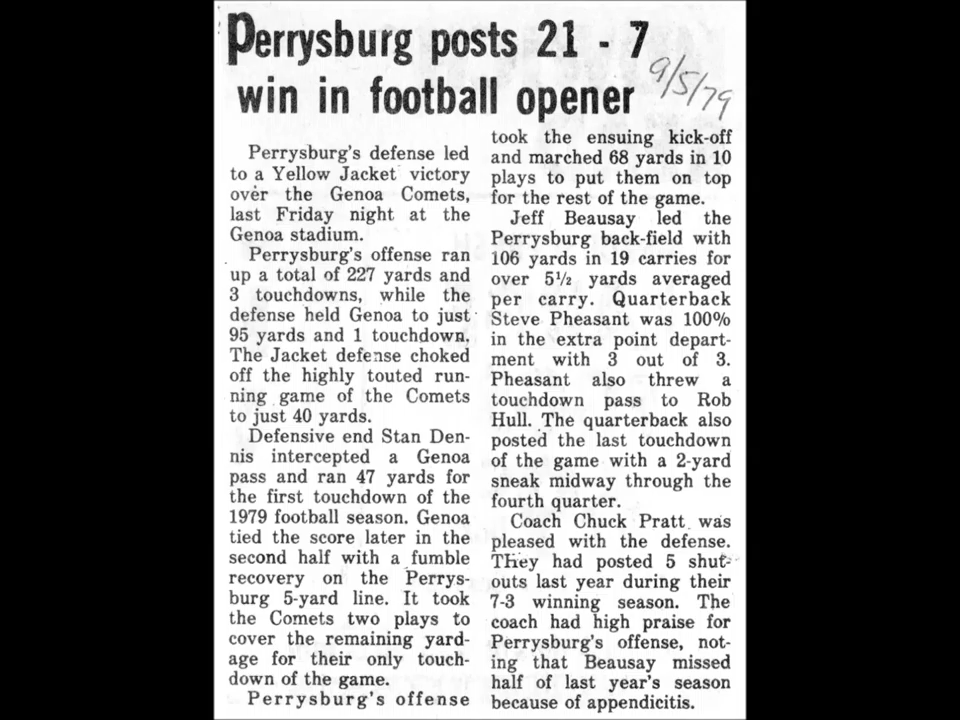 Perrysburg posts 21 - 7
win in football opener
9/5/79
Perrysburg's defense led
to a Yellow Jacket victory
over the Genoa Comets,
last Friday night at the
Genoa stadium.
Perrysburg's offense ran
up a total of 227 yards and
3 touchdowns, while the
defense held Genoa to just
95 yards and 1 touchdown.
The Jacket defense choked
off the highly touted run-
ning game of the Comets
to just 40 yards.
Defensive end Stan Den-
nis intercepted a Genoa
pass and ran 47 yards for
the first touchdown of the
1979 football season. Genoa
tied the score later in the
second half with a fumble
recovery on the Perrys-
burg 5-yard line. It took
the Comets two plays to
cover the remaining yard-
age for their only touch-
down of the game.
Perrysburg's offense
took the ensuing kick-off
and marched 68 yards in 10
plays to put them on top
for the rest of the game.
Jeff Beausay led the
Perrysburg back-field with
106 yards in 19 carries for
over 5½ yards averaged
per carry. Quarterback
Steve Pheasant was 100%
in the extra point depart-
ment with 3 out of 3.
Pheasant also threw a
touchdown pass to Rob
Hull. The quarterback also
posted the last touchdown
of the game with a 2-yard
sneak midway through the
fourth quarter.
Coach Chuck Pratt was
pleased with the defense.
THey had posted 5 shut-
outs last year during their
7-3 winning season. The
coach had high praise for
Perrysburg's offense, not-
ing that Beausay missed
half of last year's season
because of appendicitis.